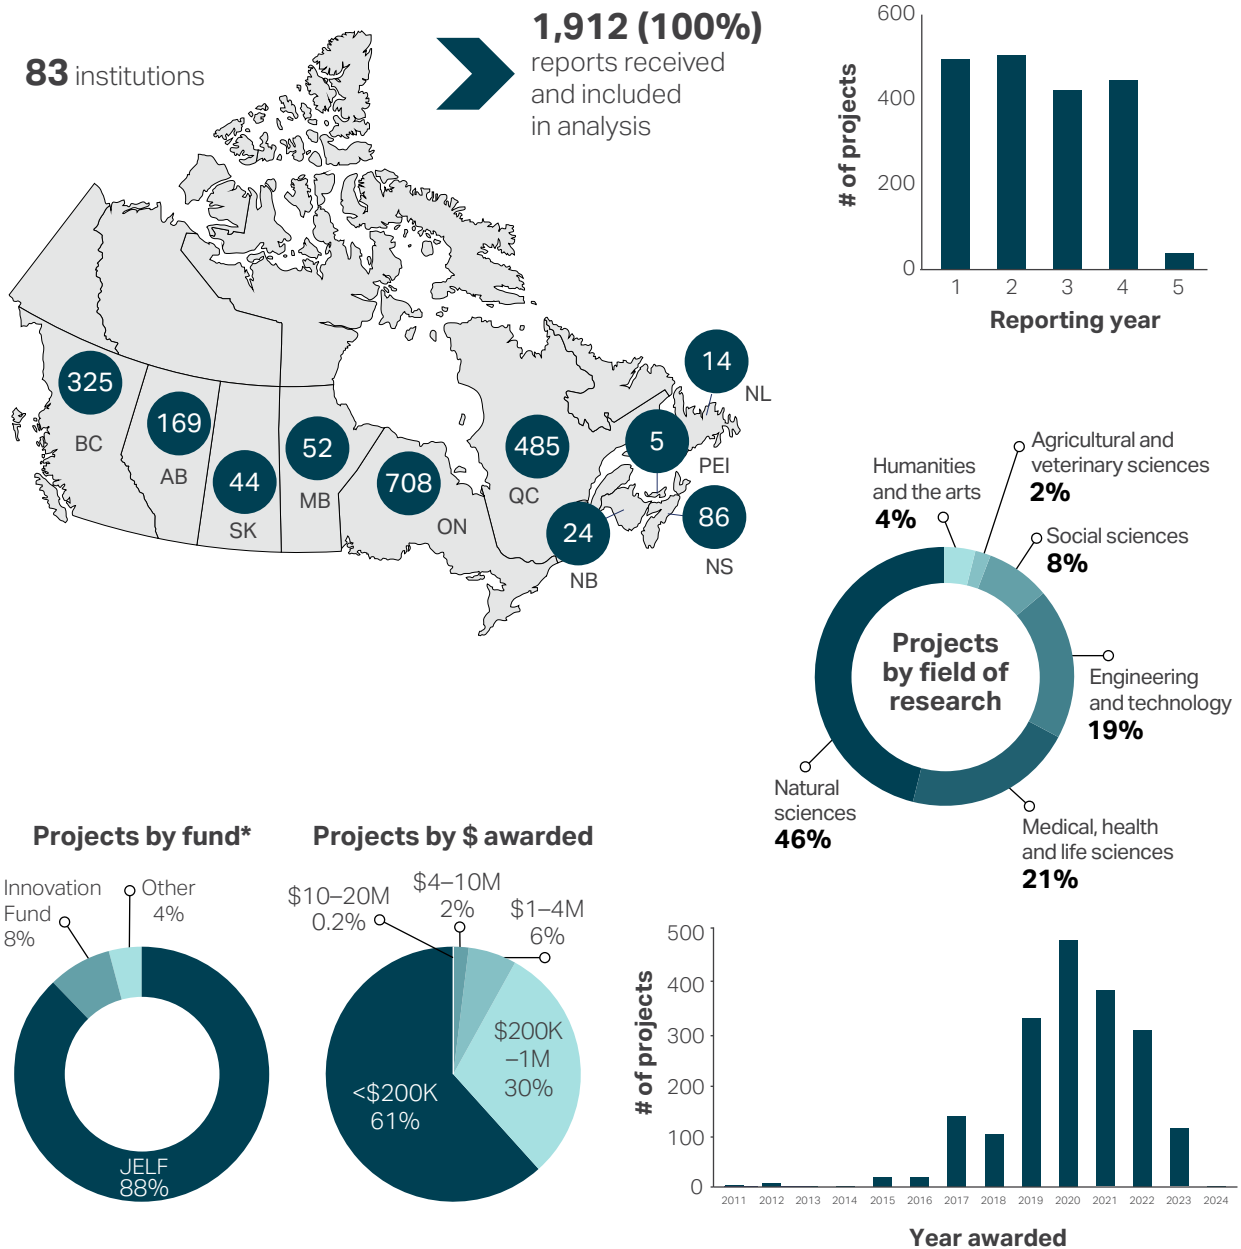 83 institutions
1,912 (100%)
reports received
and included
in analysis
600
400
200
0
# of projects
1 2 3 4 5
Reporting year
325
BC
169
AB
44
SK
52
MB
708
ON
485
QC
14
NL
5
PEI
24
NB
86
NS
Humanities
and the arts
4%
Agricultural and
veterinary sciences
2%
Social sciences
8%
Projects
by field of
research
Engineering
and technology
19%
Natural
sciences
46%
Medical, health
and life sciences
21%
Projects by fund*
Innovation
Fund
8%
Other
4%
JELF
88%
Projects by $ awarded
$10–20M
0.2%
$4–10M
2%
$1–4M
6%
$200K
–1M
30%
<$200K
61%
500
400
300
200
100
0
# of projects
2011 2012 2013 2014 2015 2016 2017 2018 2019 2020 2021 2022 2023 2024
Year awarded